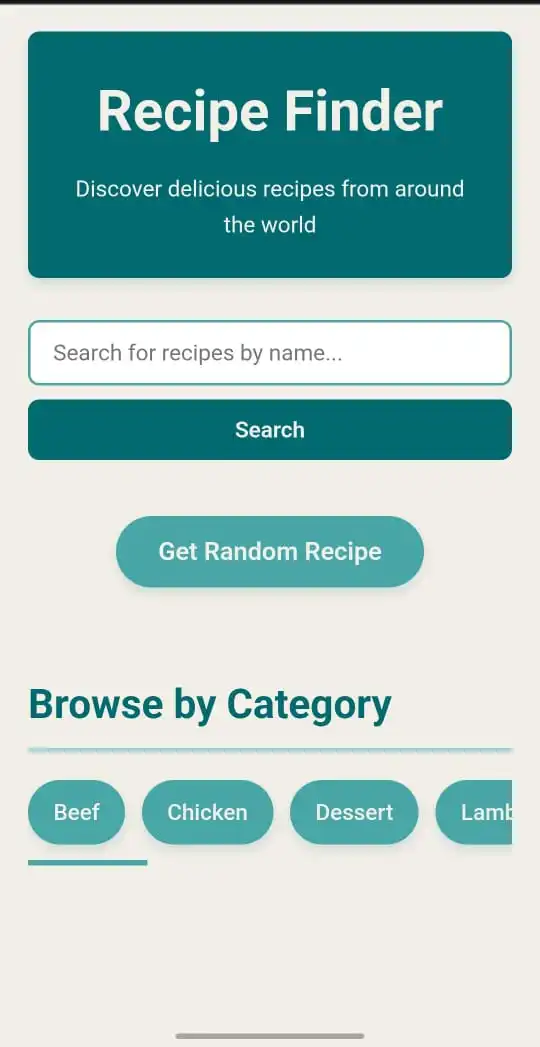 Recipe Finder
Discover delicious recipes from around
the world
Search for recipes by name...
Search
Get Random Recipe
Browse by Category
Beef
Chicken
Dessert
Lamb